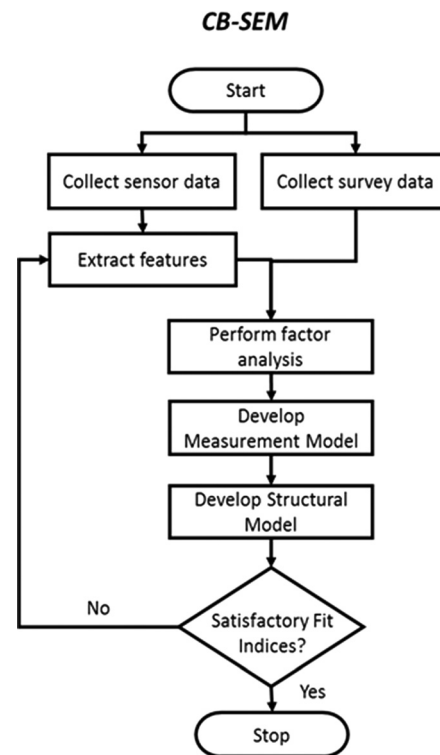 CB-SEM
Start
Collect sensor data
Collect survey data
Extract features
Perform factor
analysis
Develop
Measurement Model
Develop Structural
Model
Satisfactory Fit
Indices?
No
Yes
Stop